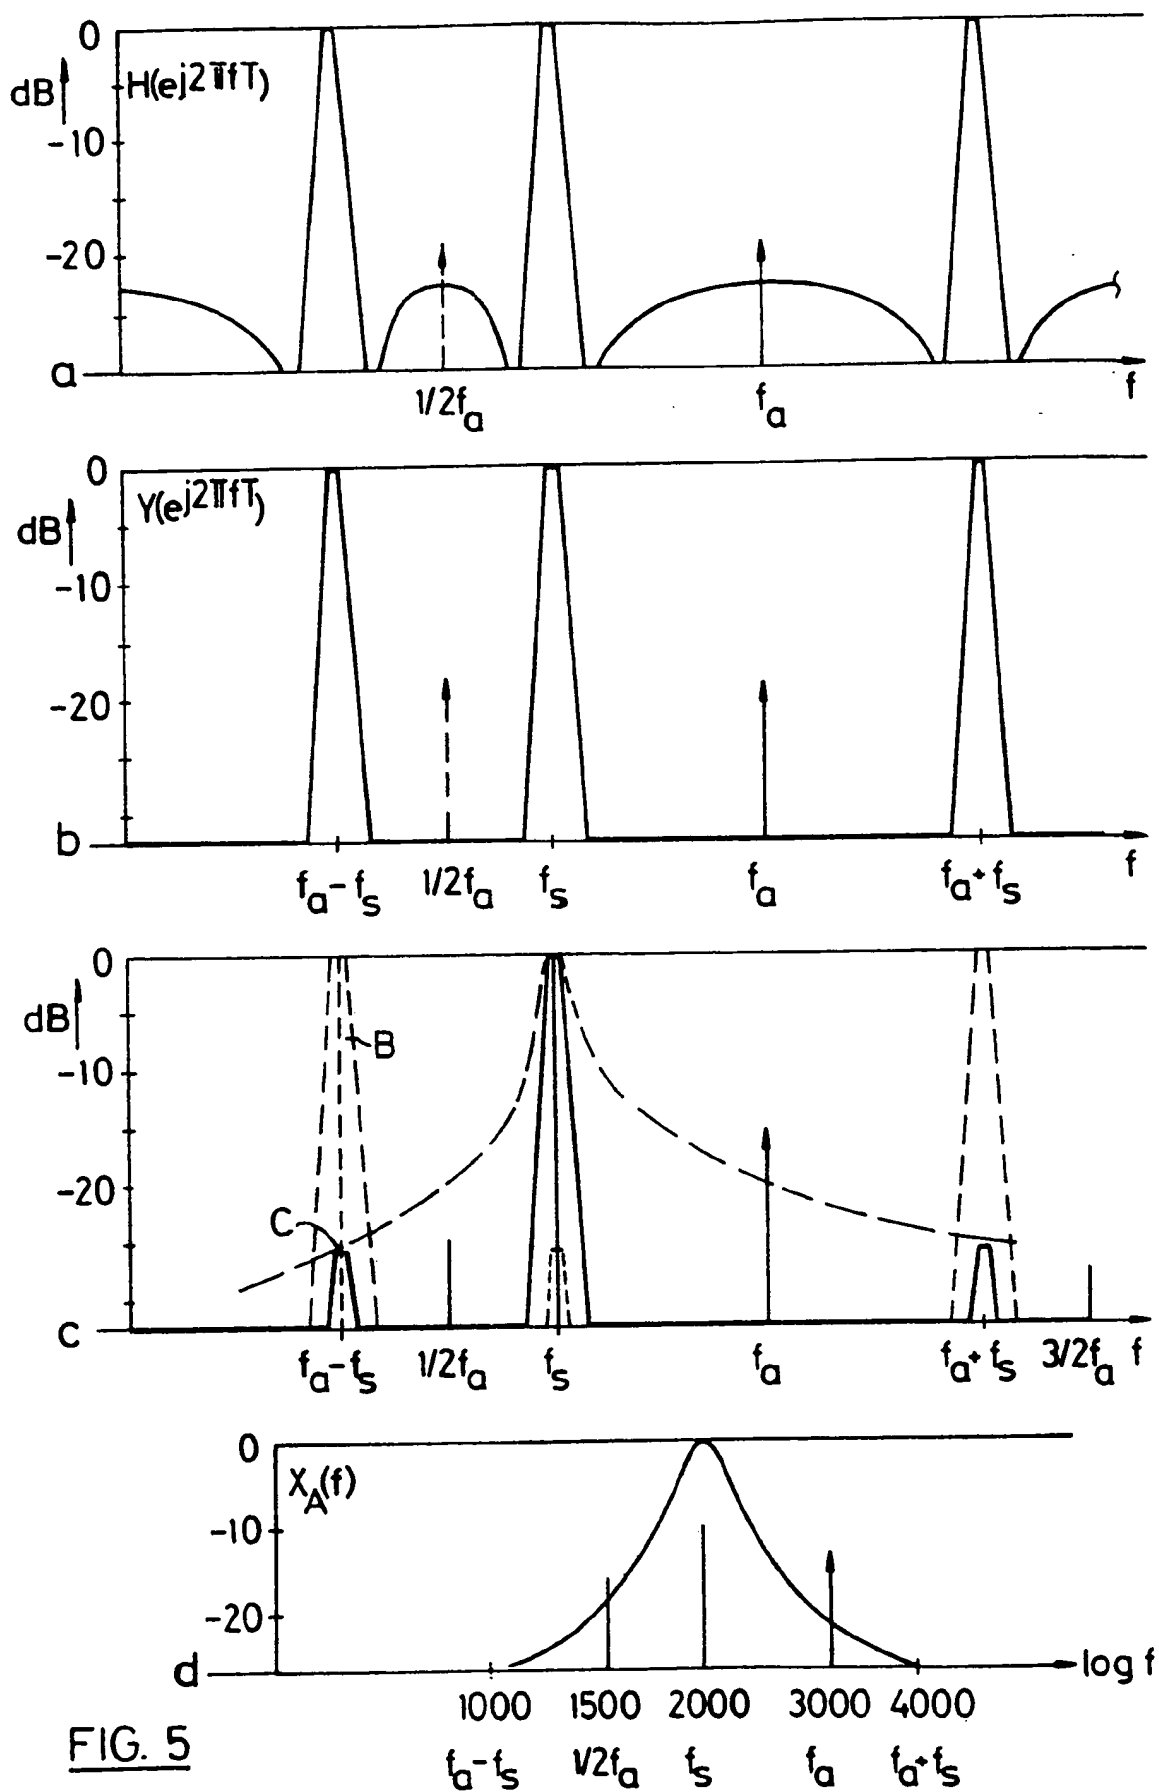 0
dB
H(ej2πfT)
-10
-20
a
1/2fa
fa
f
0
dB
Y(ej2πfT)
-10
-20
b
fa-fs
1/2fa
fs
fa
fa+fs
f
0
dB
B
-10
-20
C
c
fa-fs
1/2fa
fs
fa
fa+fs
3/2fa
f
0
XA(f)
-10
-20
d
log f
1000 1500 2000 3000 4000
fa-fs 1/2fa fs fa fa+fs
FIG. 5